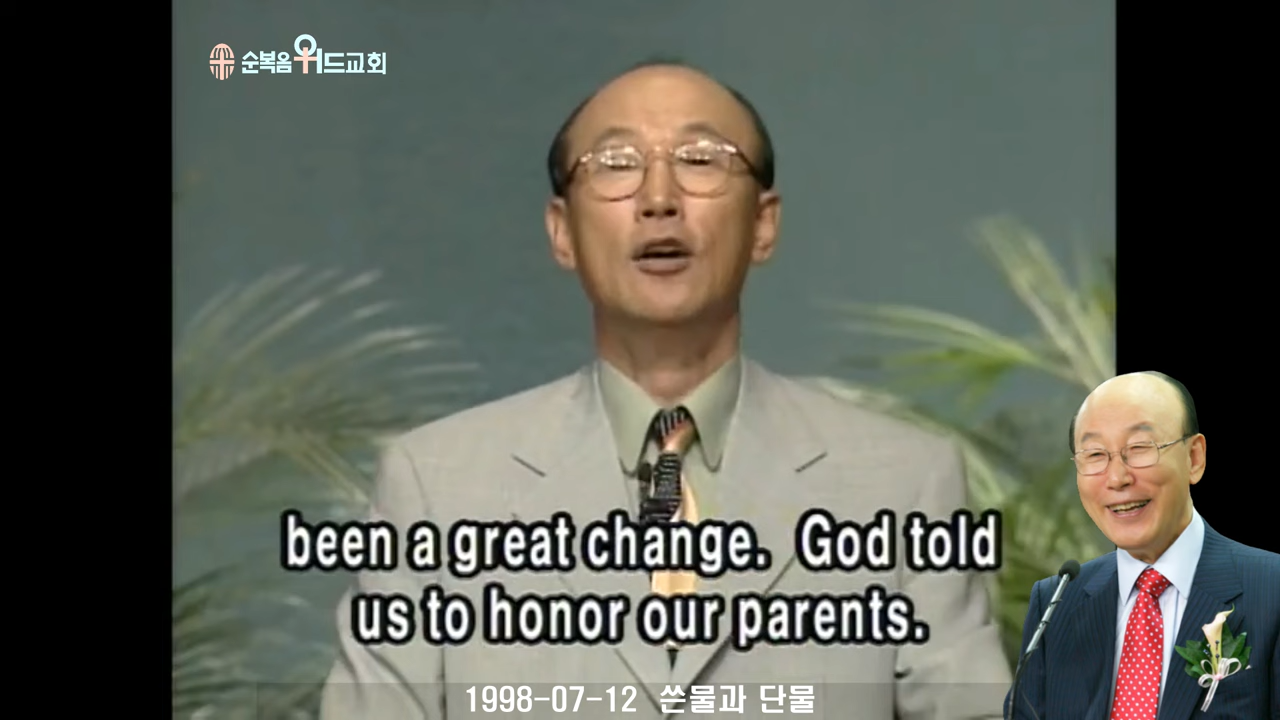 순복음위드교회
been a great change. God told
us to honor our parents.
1998-07-12 쓴물과 단물